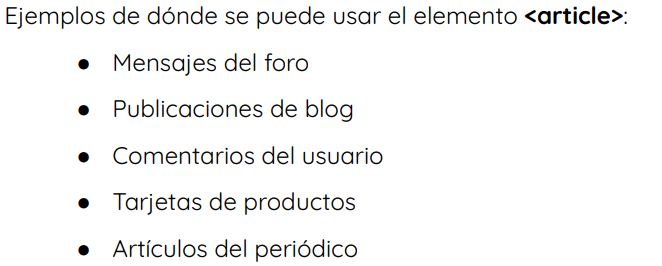 Ejemplos de dónde se puede usar el elemento <article>:
● Mensajes del foro
● Publicaciones de blog
● Comentarios del usuario
● Tarjetas de productos
● Artículos del periódico